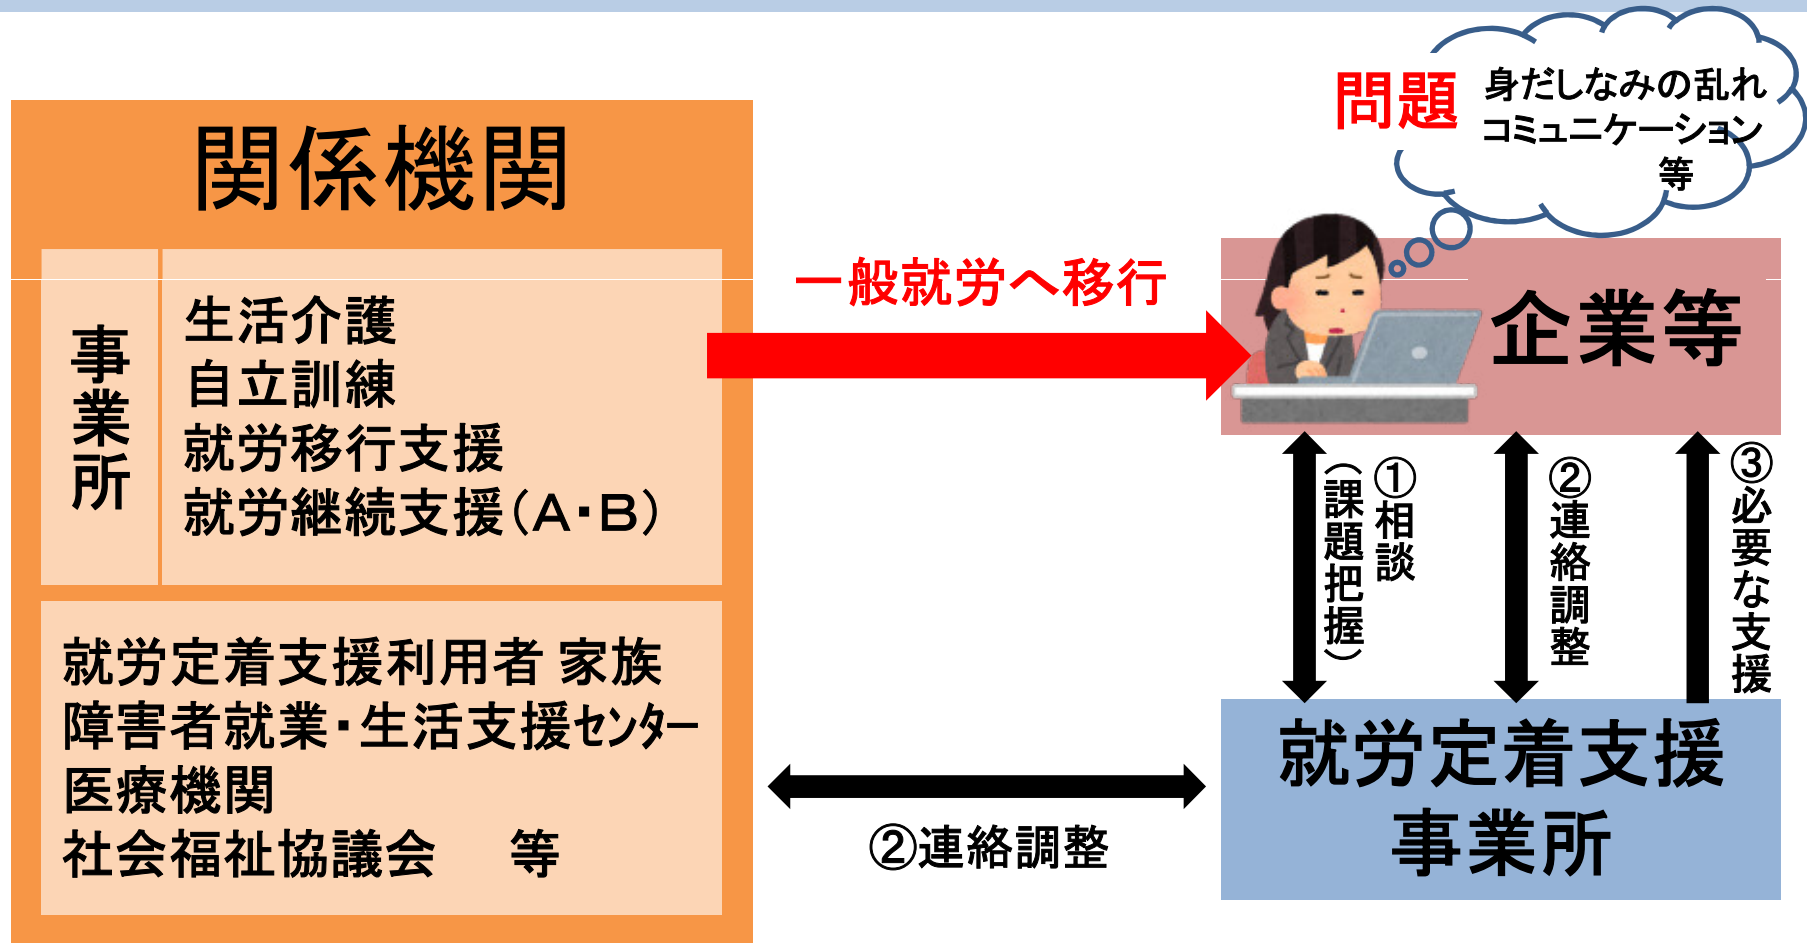 関係機関
事業所
生活介護
自立訓練
就労移行支援
就労継続支援(A・B)
就労定着支援利用者 家族
障害者就業・生活支援ｾﾝﾀｰ
医療機関
社会福祉協議会 等
一般就労へ移行
問題
身だしなみの乱れ
コミュニケーション
等
企業等
①相談
(課題把握)
②連絡調整
③必要な支援
②連絡調整
就労定着支援
事業所